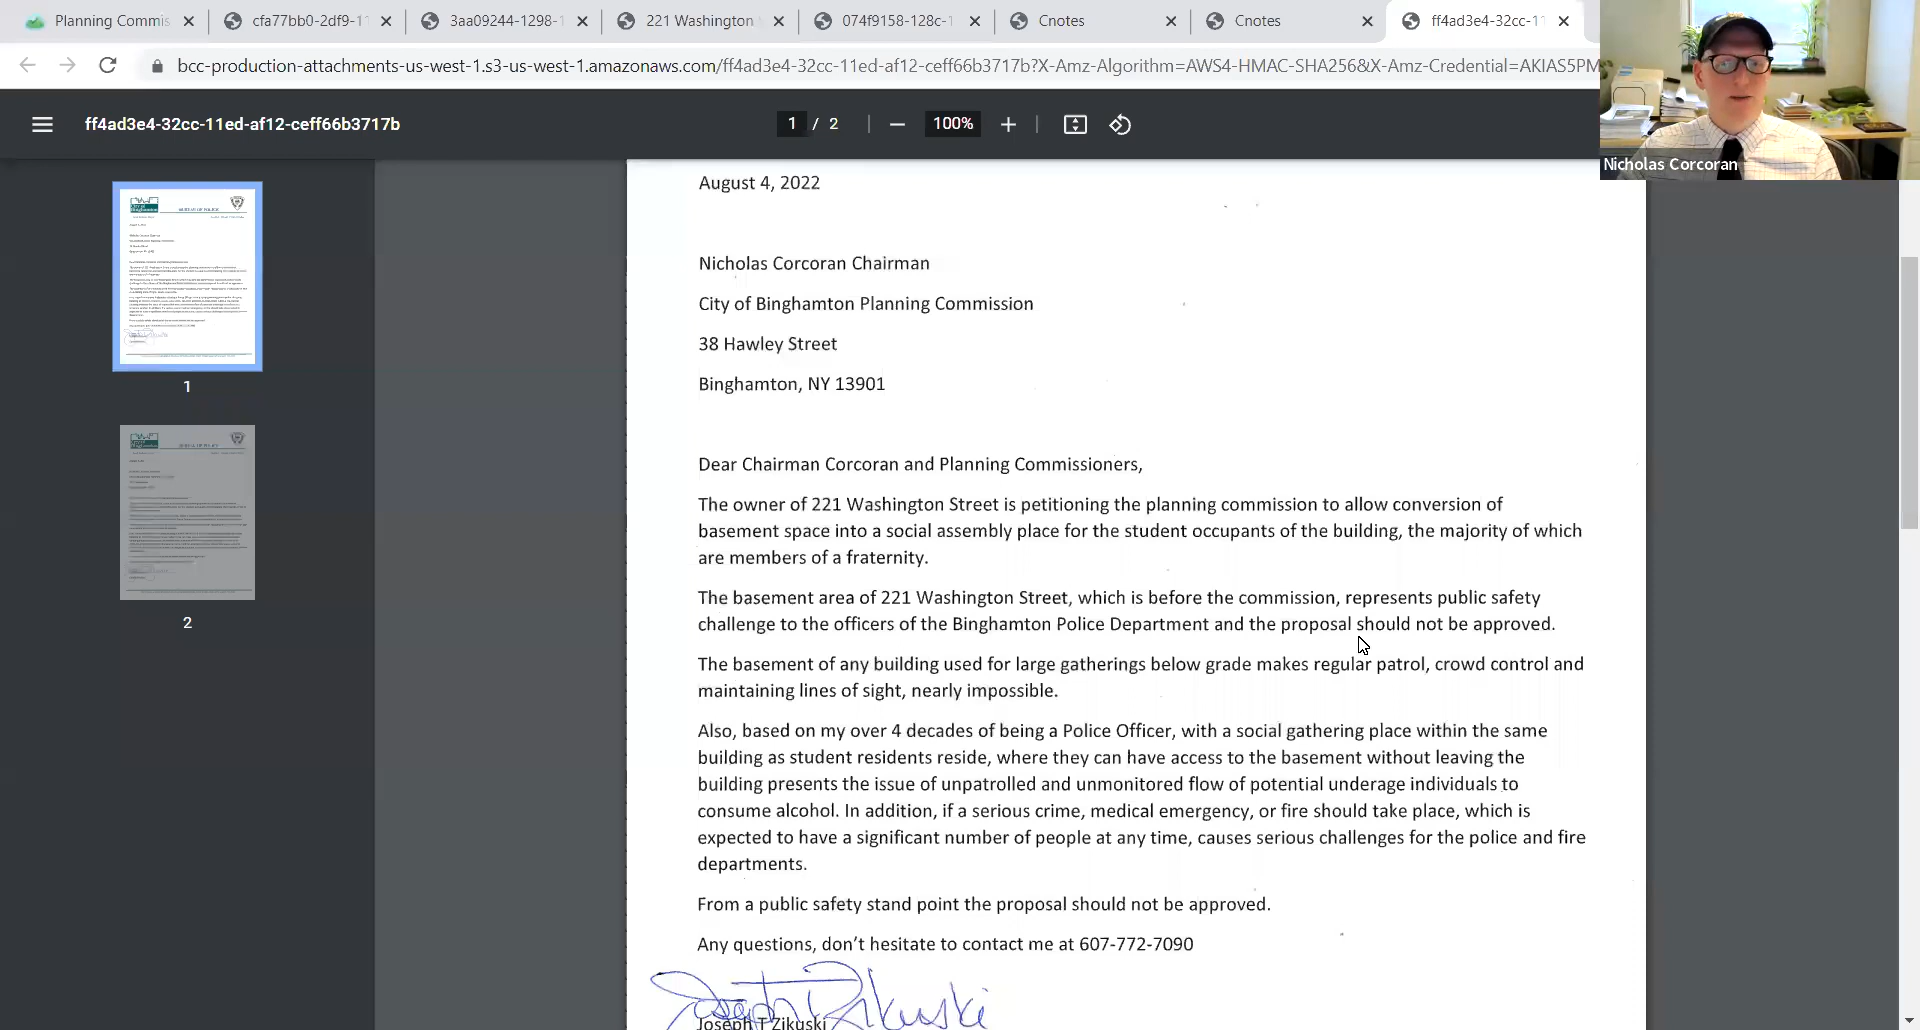 Planning Commis
cfa77bb0-2df9-11
3aa09244-1298-1
221 Washington
074f9158-128c-1
Cnotes
Cnotes
ff4ad3e4-32cc-11
bcc-production-attachments-us-west-1.s3-us-west-1.amazonaws.com/ff4ad3e4-32cc-11ed-af12-ceff66b3717b?X-Amz-Algorithm=AWS4-HMAC-SHA256&X-Amz-Credential=AKIAS5PM
ff4ad3e4-32cc-11ed-af12-ceff66b3717b
1 / 2
100%
Nicholas Corcoran
BUREAU OF POLICE
1
2
August 4, 2022
Nicholas Corcoran Chairman
City of Binghamton Planning Commission
38 Hawley Street
Binghamton, NY 13901
Dear Chairman Corcoran and Planning Commissioners,
The owner of 221 Washington Street is petitioning the planning commission to allow conversion of
basement space into a social assembly place for the student occupants of the building, the majority of which
are members of a fraternity.
The basement area of 221 Washington Street, which is before the commission, represents public safety
challenge to the officers of the Binghamton Police Department and the proposal should not be approved.
The basement of any building used for large gatherings below grade makes regular patrol, crowd control and
maintaining lines of sight, nearly impossible.
Also, based on my over 4 decades of being a Police Officer, with a social gathering place within the same
building as student residents reside, where they can have access to the basement without leaving the
building presents the issue of unpatrolled and unmonitored flow of potential underage individuals to
consume alcohol. In addition, if a serious crime, medical emergency, or fire should take place, which is
expected to have a significant number of people at any time, causes serious challenges for the police and fire
departments.
From a public safety stand point the proposal should not be approved.
Any questions, don't hesitate to contact me at 607-772-7090
Joseph T Zikuski
Joseph T Zikuski